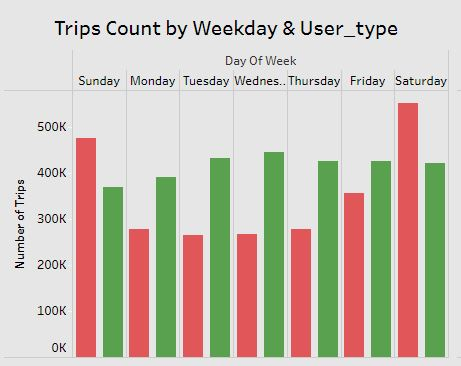 Trips Count by Weekday & User_type
Day Of Week
Sunday Monday Tuesday Wednes.. Thursday Friday Saturday
500K
400K
300K
200K
100K
0K
Number of Trips